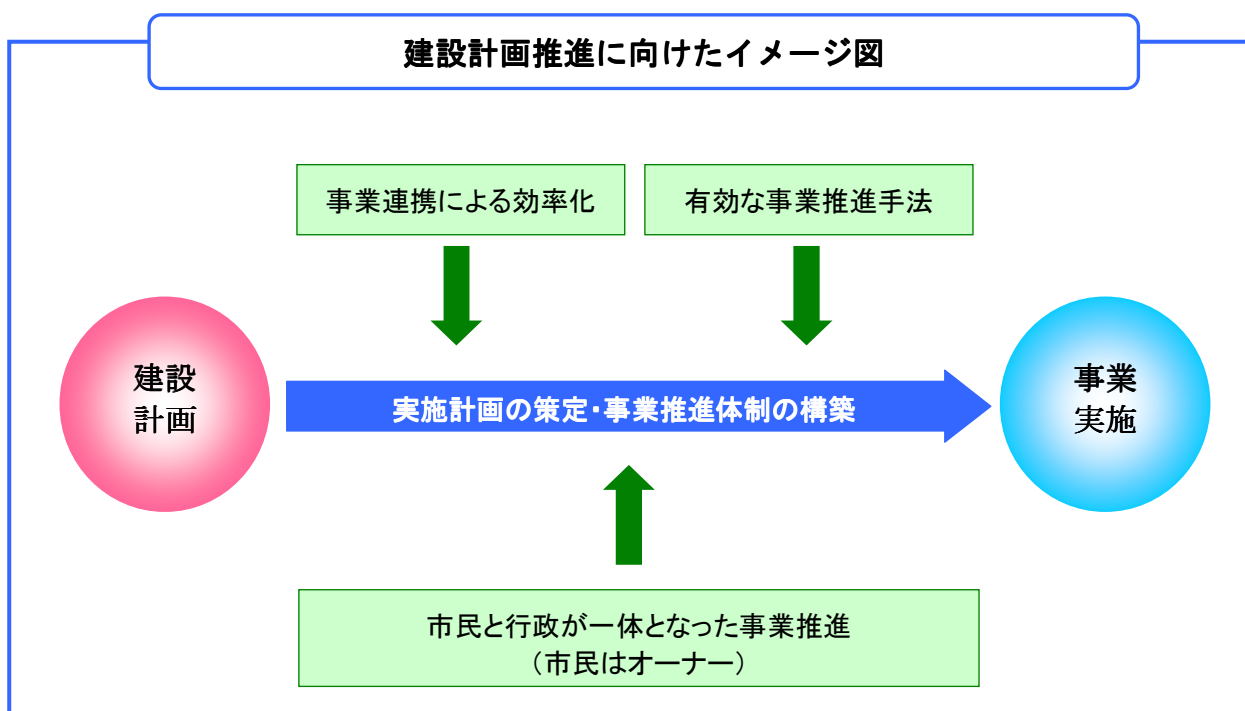 建設計画推進に向けたイメージ図
事業連携による効率化
有効な事業推進手法
建設
計画
実施計画の策定・事業推進体制の構築
事業
実施
市民と行政が一体となった事業推進
（市民はオーナー）